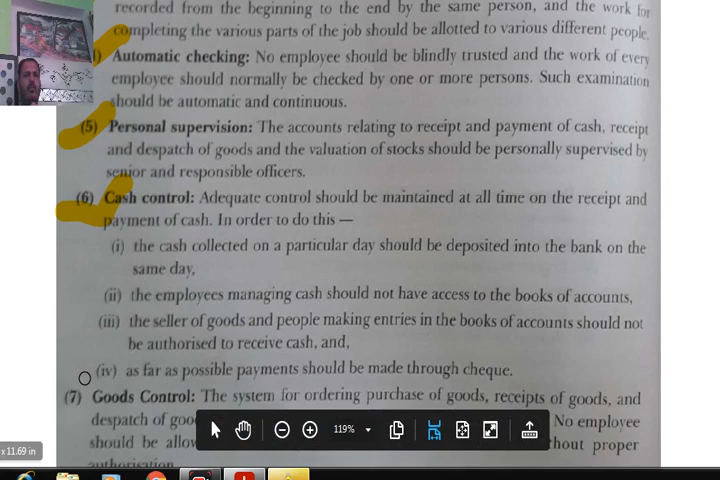 recorded from the beginning to the end by the same person, and the work for
completing the various parts of the job should be allotted to various different people.
) Automatic checking: No employee should be blindly trusted and the work of every
employee should normally be checked by one or more persons. Such examination
should be automatic and continuous.
(5) Personal supervision: The accounts relating to receipt and payment of cash, receipt
and despatch of goods and the valuation of stocks should be personally supervised by
senior and responsible officers.
(6) Cash control: Adequate control should be maintained at all time on the receipt and
payment of cash. In order to do this —
(i) the cash collected on a particular day should be deposited into the bank on the
same day,
(ii) the employees managing cash should not have access to the books of accounts,
(iii) the seller of goods and people making entries in the books of accounts should not
be authorised to receive cash, and,
(iv) as far as possible payments should be made through cheque.
(7) Goods Control: The system for ordering purchase of goods, receipts of goods, and
despatch of goo No employee
should be allow hout proper
authorisation
119%
x 11.69 in